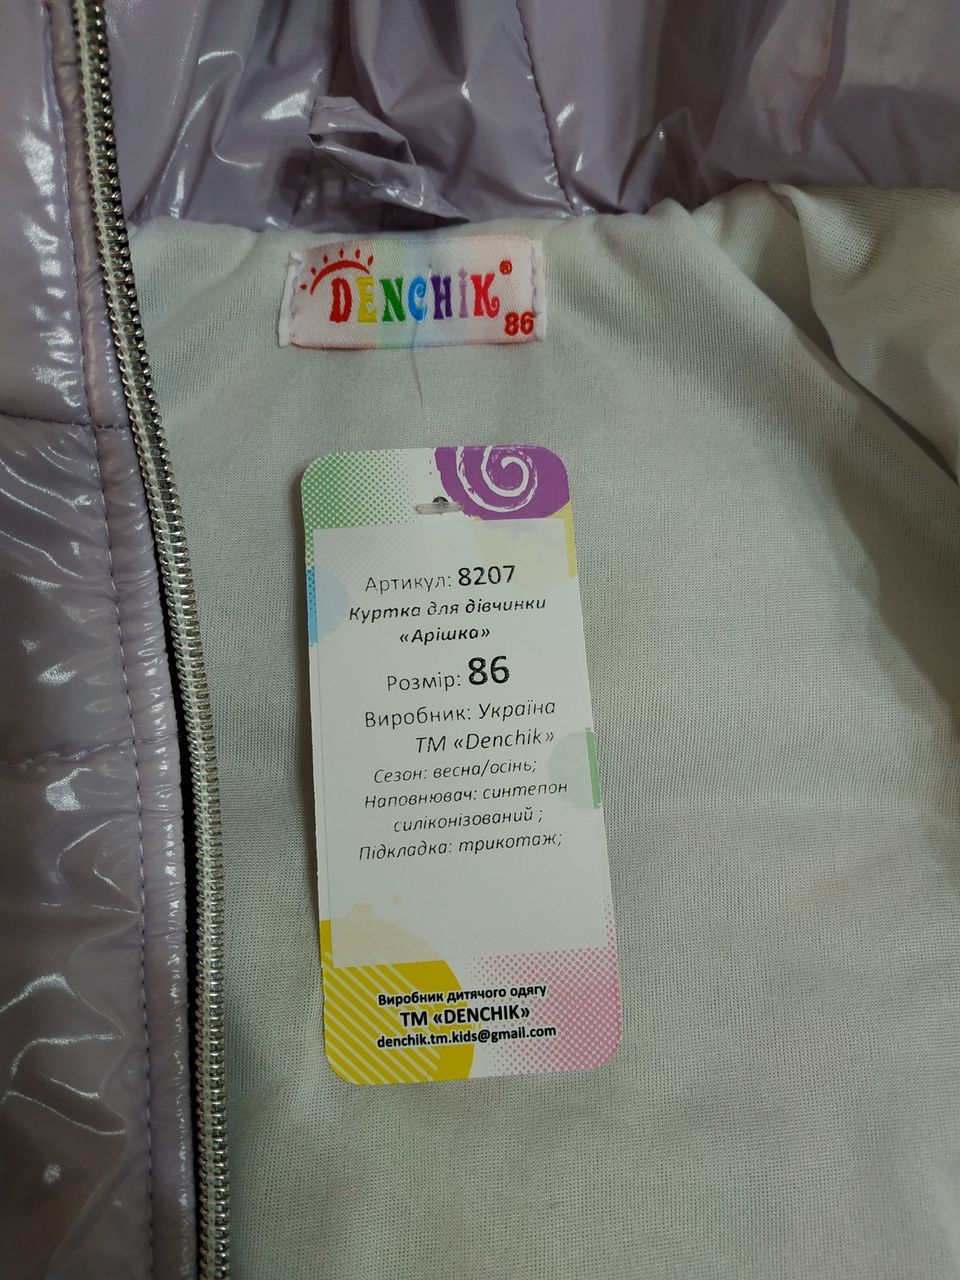 DENCHIK®
86
Артикул: 8207
Куртка для дівчинки
«Арішка»
Розмір: 86
Виробник: Україна
ТМ «Denchik»
Сезон: весна/осінь;
Наповнювач: синтепон
силіконізований ;
Підкладка: трикотаж;
Виробник дитячого одягу
ТМ «DENCHIK»
denchik.tm.kids@gmail.com